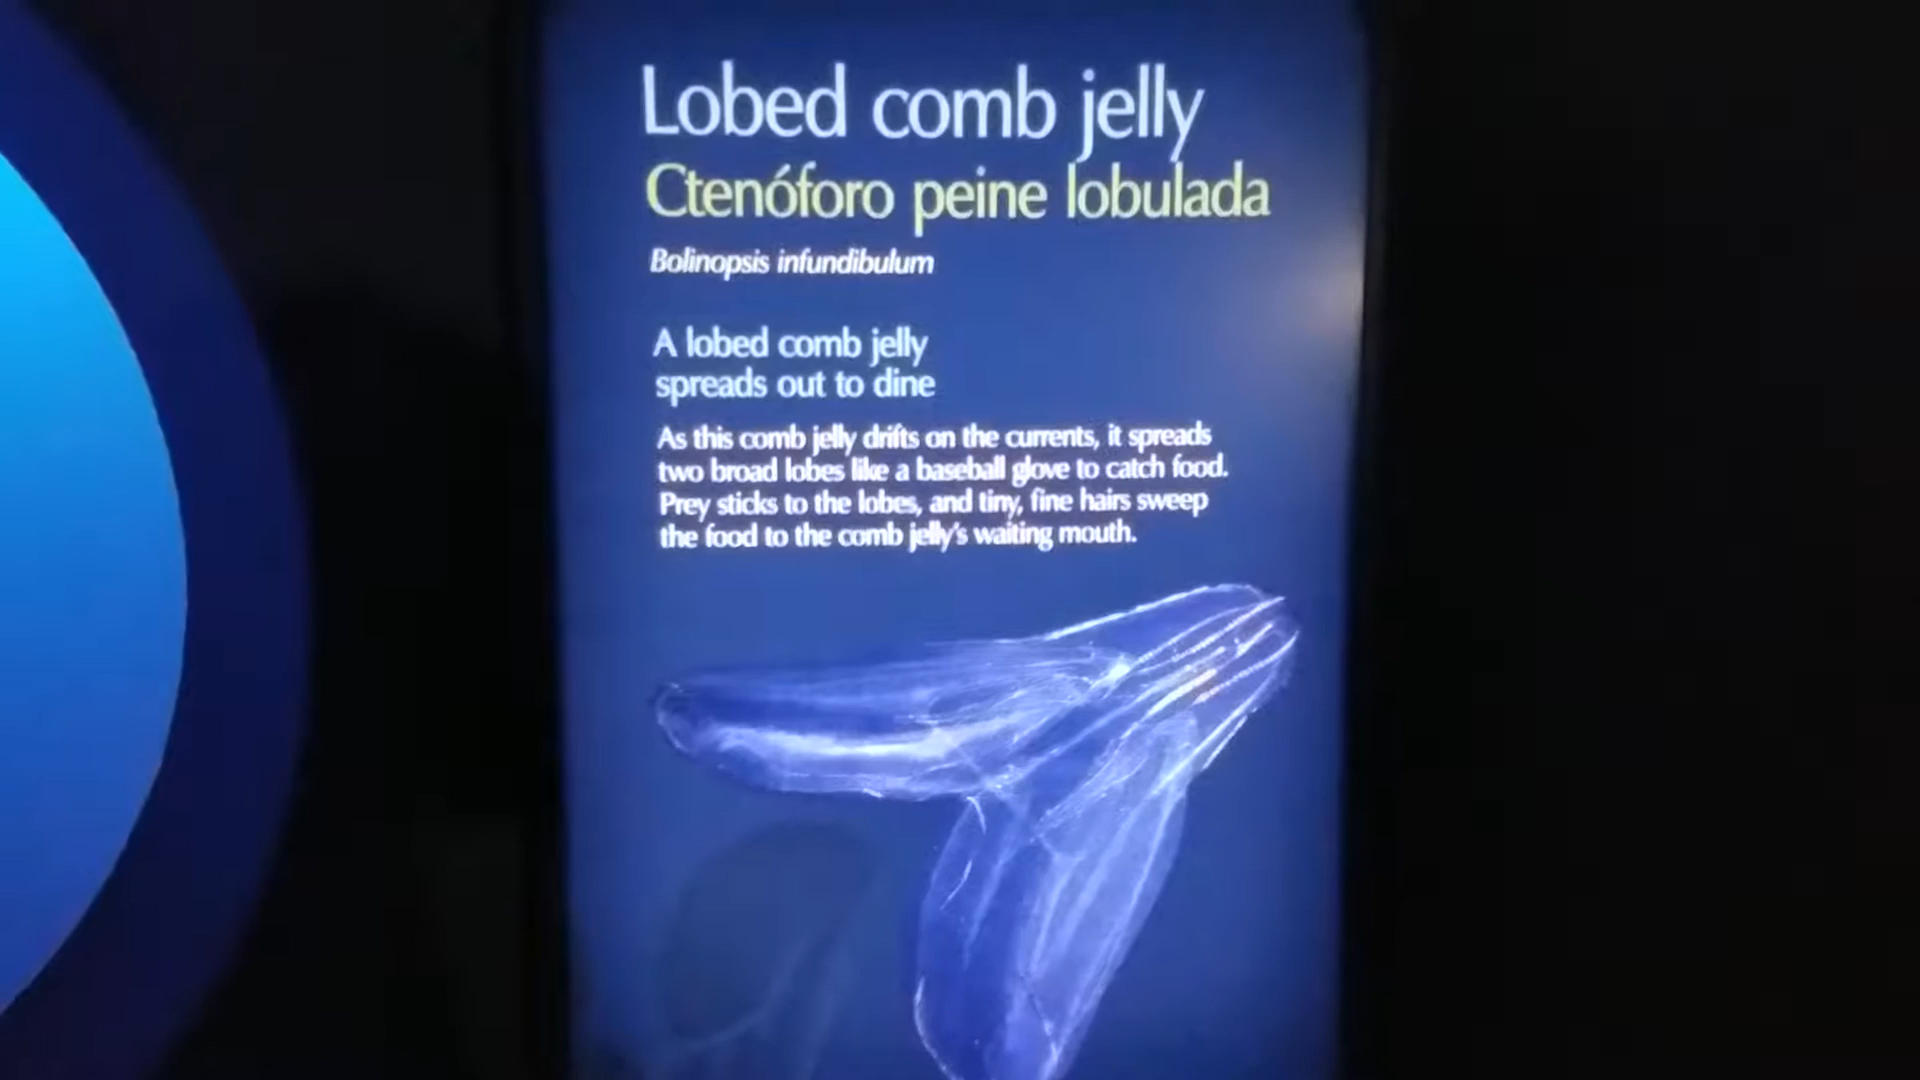 Lobed comb jelly
Ctenóforo peine lobulada
Bolinopsis infundibulum
A lobed comb jelly
spreads out to dine
As this comb jelly drifts on the currents, it spreads
two broad lobes like a baseball glove to catch food.
Prey sticks to the lobes, and tiny, fine hairs sweep
the food to the comb jelly's waiting mouth.